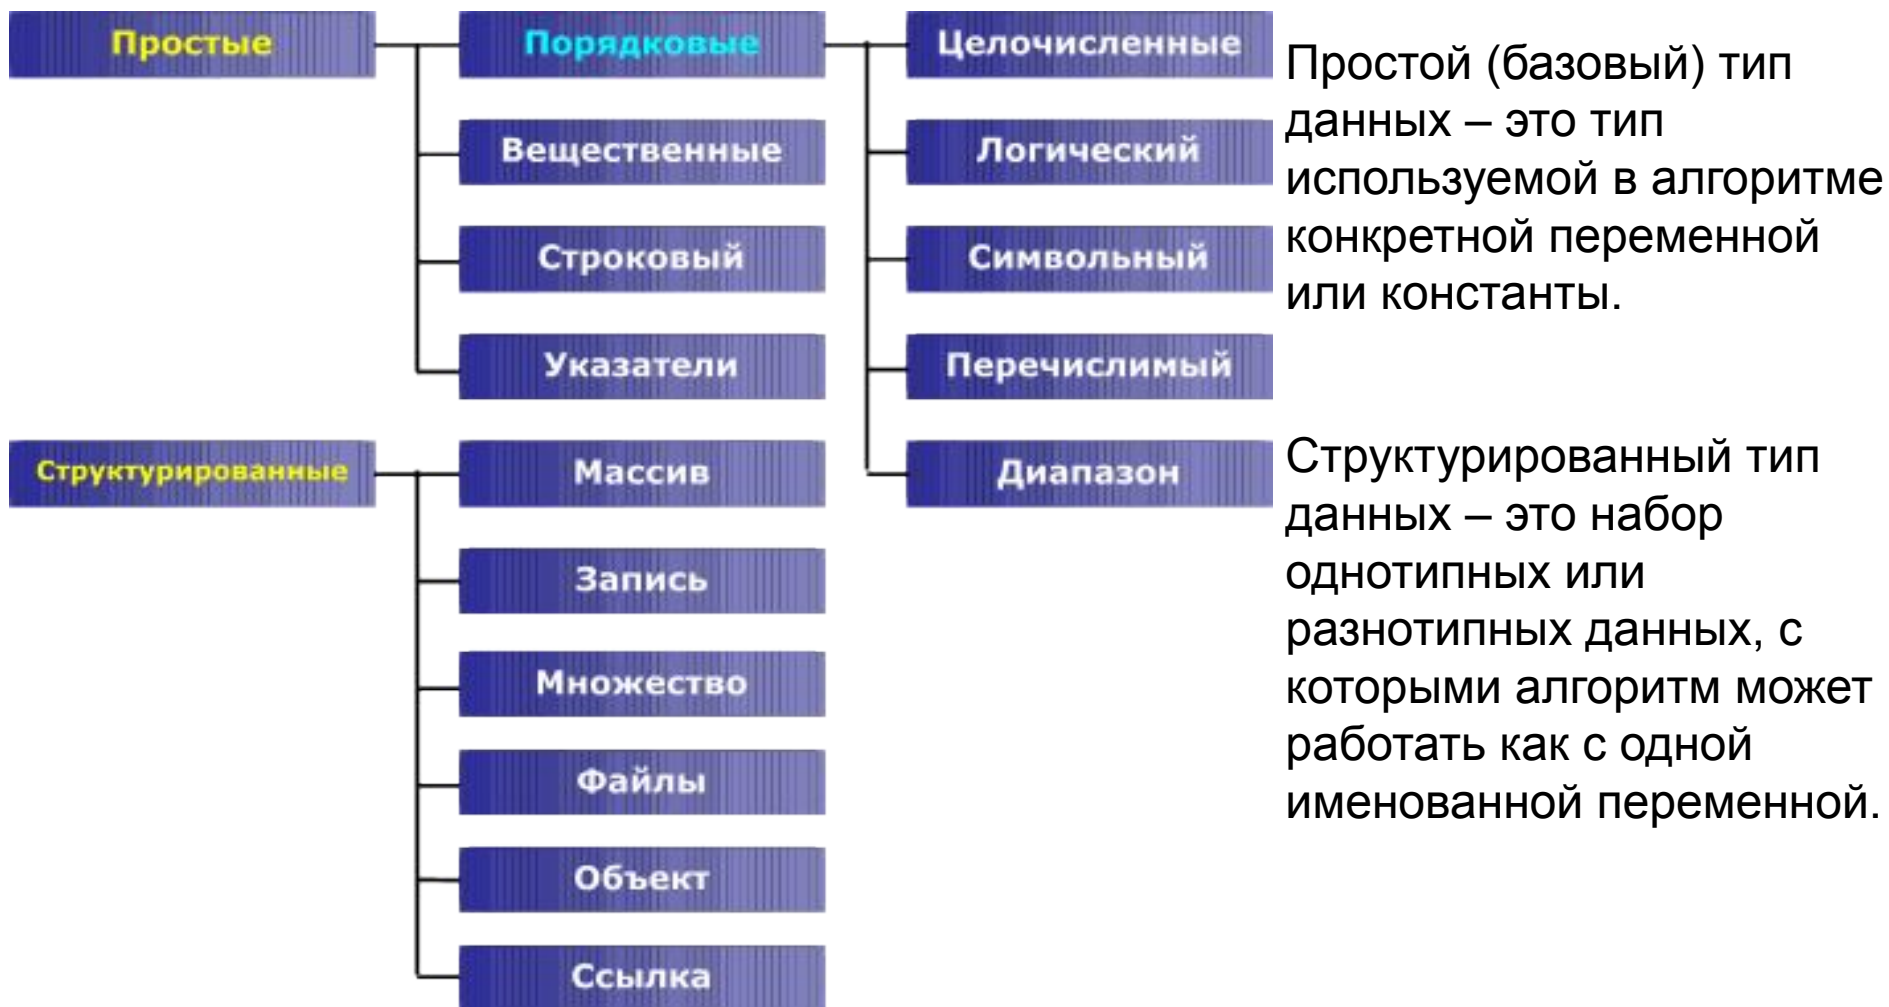 Простые
Порядковые
Целочисленные
Вещественные
Логический
Строковый
Символьный
Указатели
Перечислимый
Структурированные
Массив
Диапазон
Запись
Множество
Файлы
Объект
Ссылка
Простой (базовый) тип
данных – это тип
используемой в алгоритме
конкретной переменной
или константы.
Структурированный тип
данных – это набор
однотипных или
разнотипных данных, с
которыми алгоритм может
работать как с одной
именованной переменной.